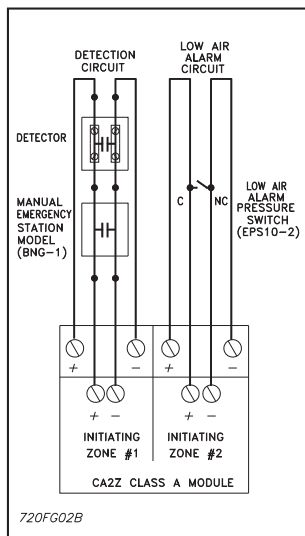 DETECTION
CIRCUIT
LOW AIR
ALARM
CIRCUIT
DETECTOR
MANUAL
EMERGENCY
STATION
MODEL
(BNG-1)
C
NC
LOW AIR
ALARM
PRESSURE
SWITCH
(EPS10-2)
+
-
+
-
+
-
+
-
INITIATING
ZONE #1
INITIATING
ZONE #2
CA2Z CLASS A MODULE
720FG02B